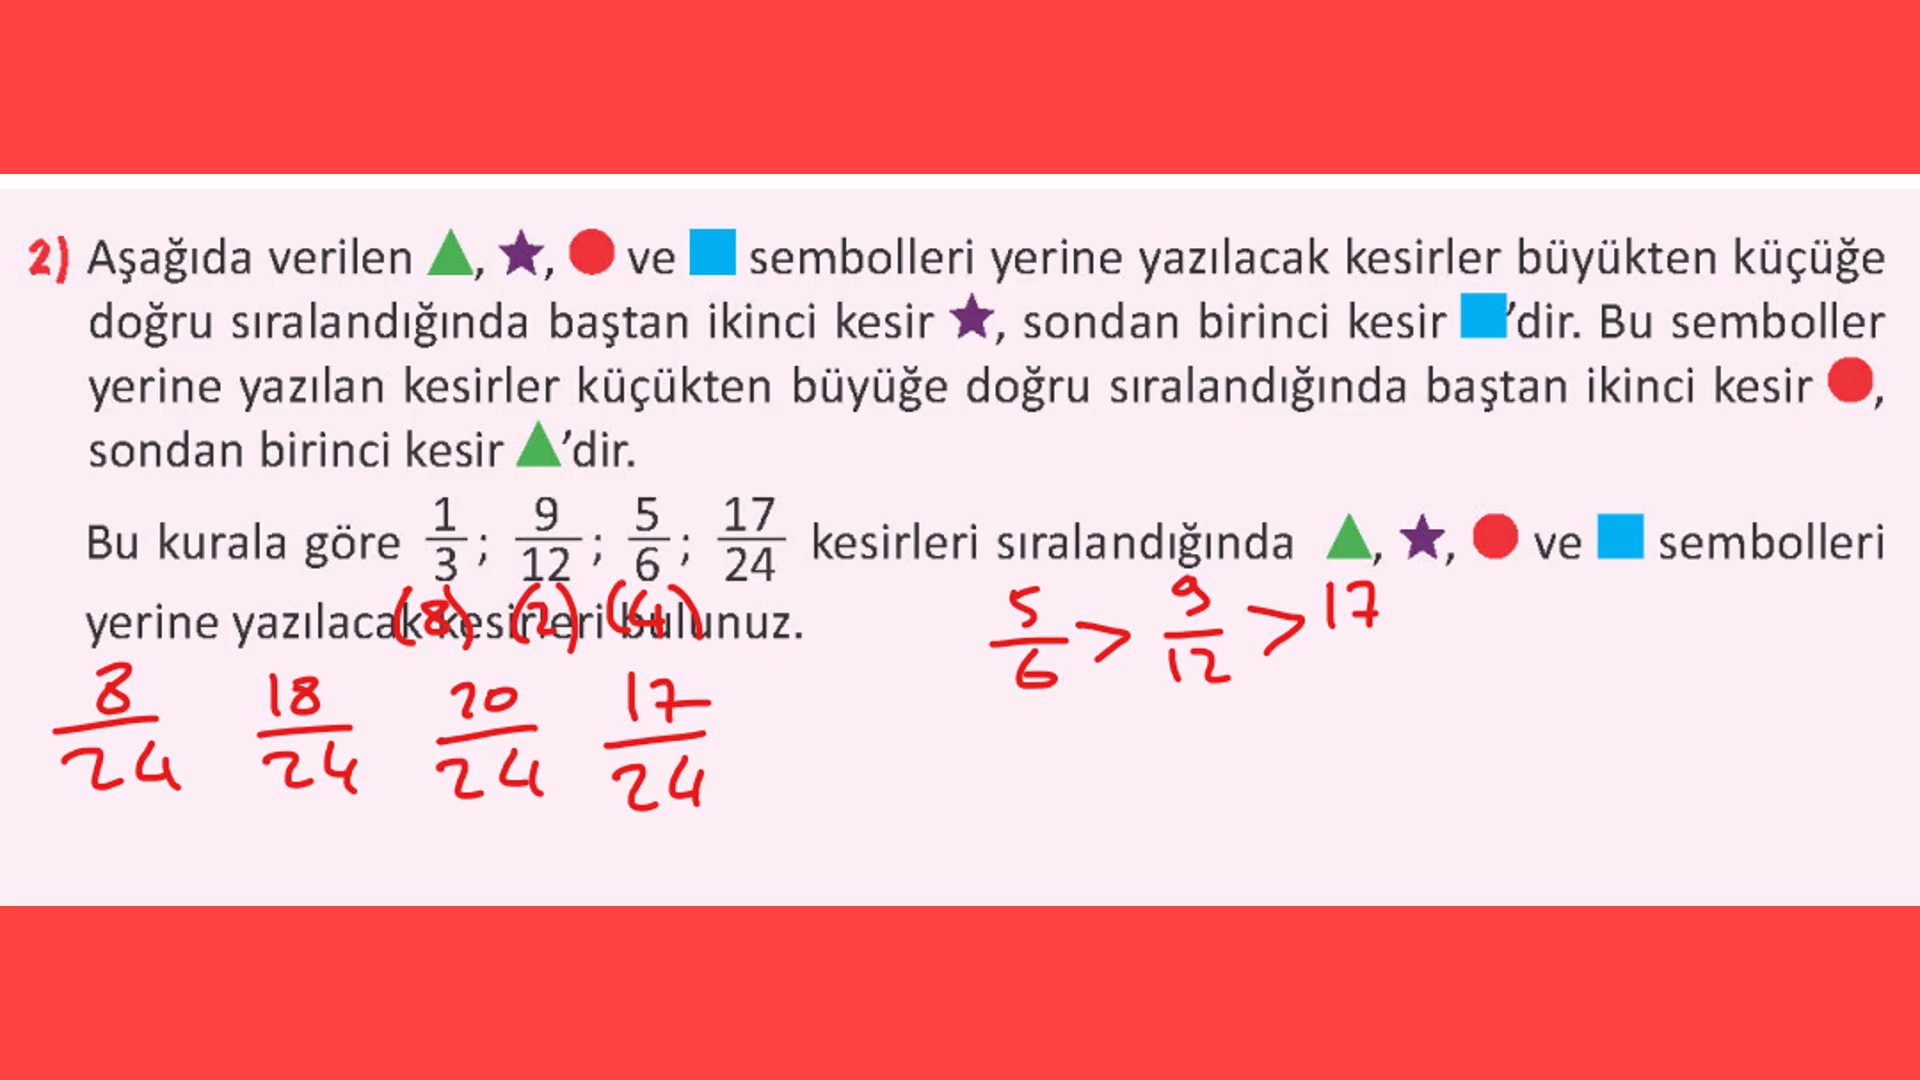 2) Aşağıda verilen ▲, ★, ● ve ■ sembolleri yerine yazılacak kesirler büyükten küçüğe
doğru sıralandığında baştan ikinci kesir ★, sondan birinci kesir ■’dir. Bu semboller
yerine yazılan kesirler küçükten büyüğe doğru sıralandığında baştan ikinci kesir ●,
sondan birinci kesir ▲’dir.
Bu kurala göre 1/3 ; 9/12 ; 5/6 ; 17/24 kesirleri sıralandığında ▲, ★, ● ve ■ sembolleri
yerine yazılacak kesirleri bulunuz.
(8) (2) (4)
5/6 > 9/12 > 17
8/24 18/24 20/24 17/24